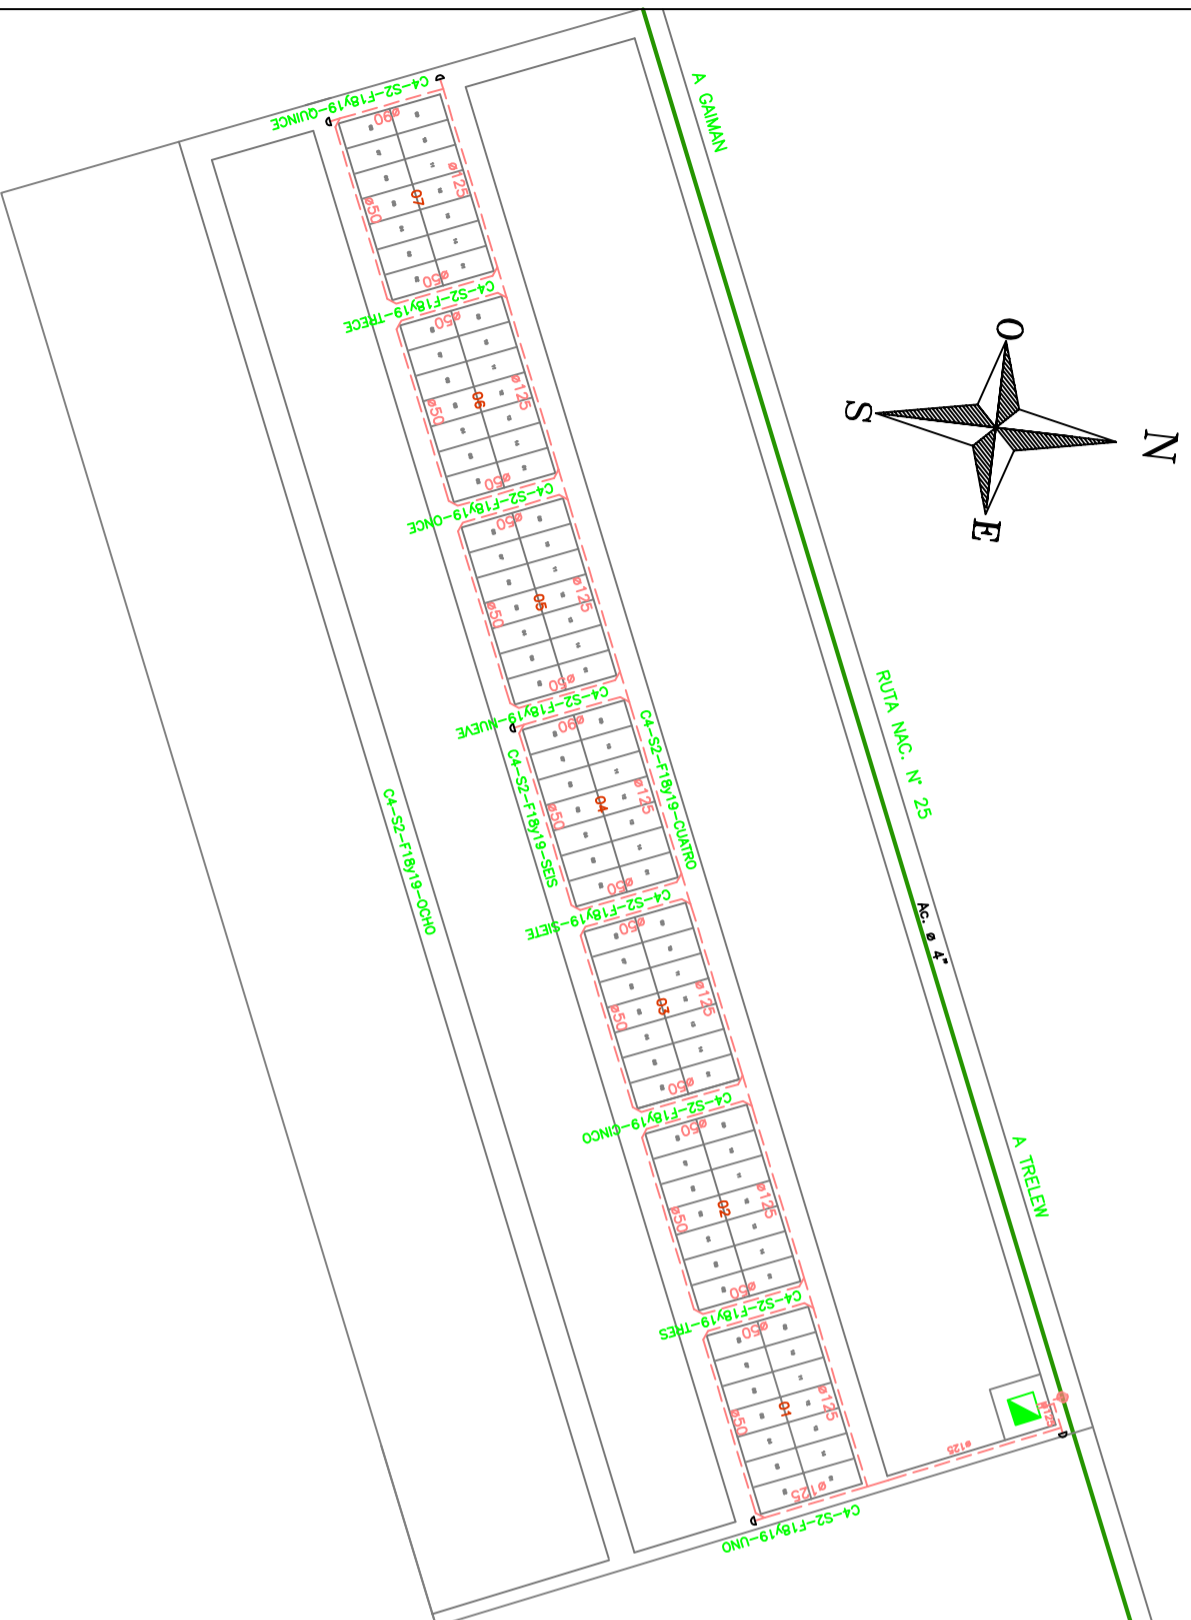 A GAIMAN
C4-S2-F18y19-QUINCE
ø90
ø125
07
ø50
ø50
C4-S2-F18y19-TRECE
ø50
ø125
06
ø50
ø50
C4-S2-F18y19-ONCE
ø50
ø125
05
ø50
ø50
C4-S2-F18y19-NUEVE
ø90
ø125
04
ø50
ø50
C4-S2-F18y19-CUATRO
C4-S2-F18y19-SEIS
C4-S2-F18y19-OCHO
C4-S2-F18y19-SIETE
ø50
ø125
03
ø50
ø50
C4-S2-F18y19-CINCO
ø50
ø125
02
ø50
ø50
C4-S2-F18y19-TRES
ø50
ø125
01
ø50
ø125
C4-S2-F18y19-UNO
ø125
ø125
O
S
N
E
RUTA NAC. N° 25
Ac. ø 4"
A TRELEW